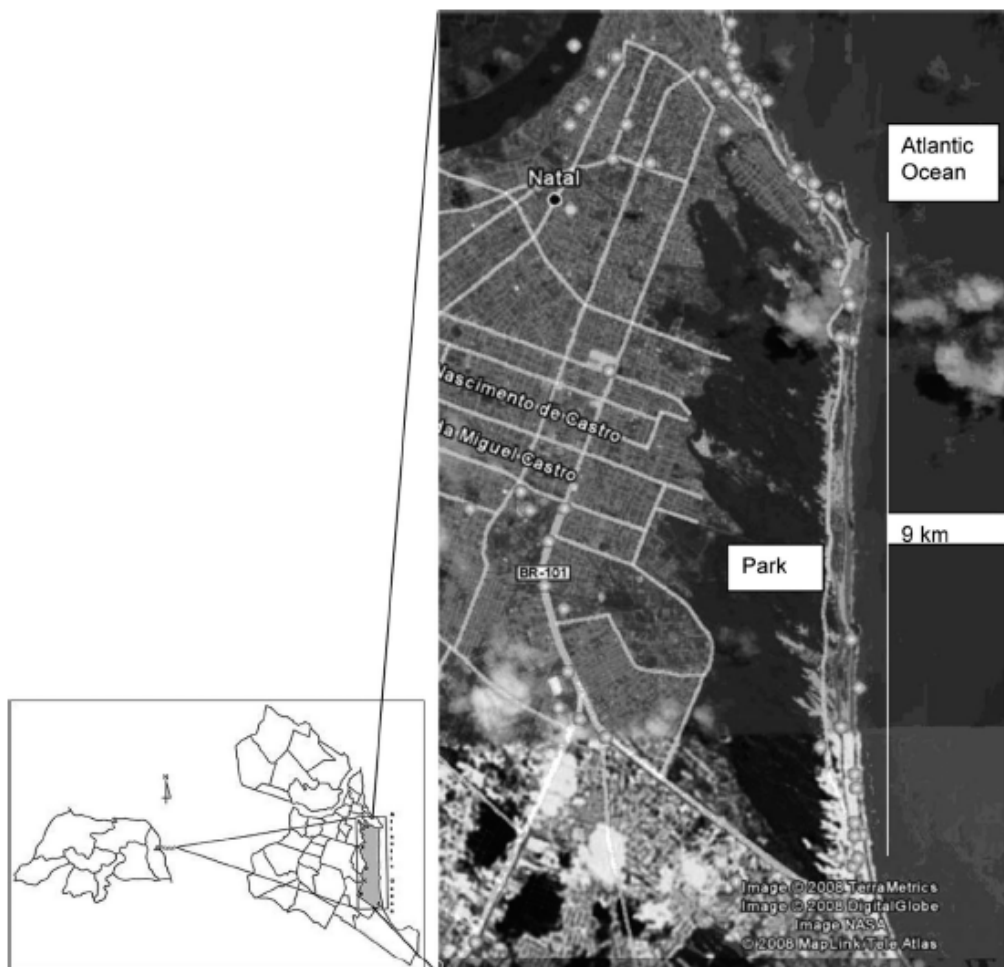 Atlantic
Ocean
Natal
Nascimento de Castro
da Miguel Castro
9 km
Park
BR-101
N
Image © 2008 TerraMetrics
Image © 2008 DigitalGlobe
Image NASA
© 2008 MapLink/Tele Atlas